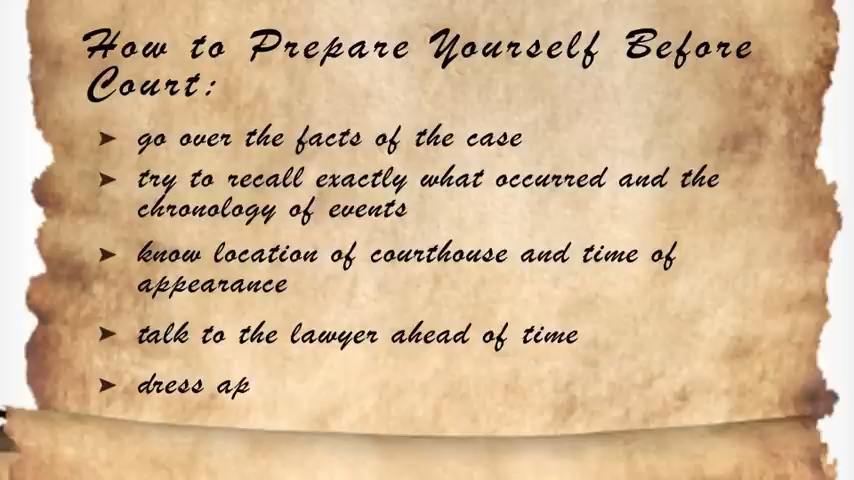 How to Prepare Yourself Before
Court:
➤ go over the facts of the case
➤ try to recall exactly what occurred and the
chronology of events
➤ know location of courthouse and time of
appearance
➤ talk to the lawyer ahead of time
➤ dress ap